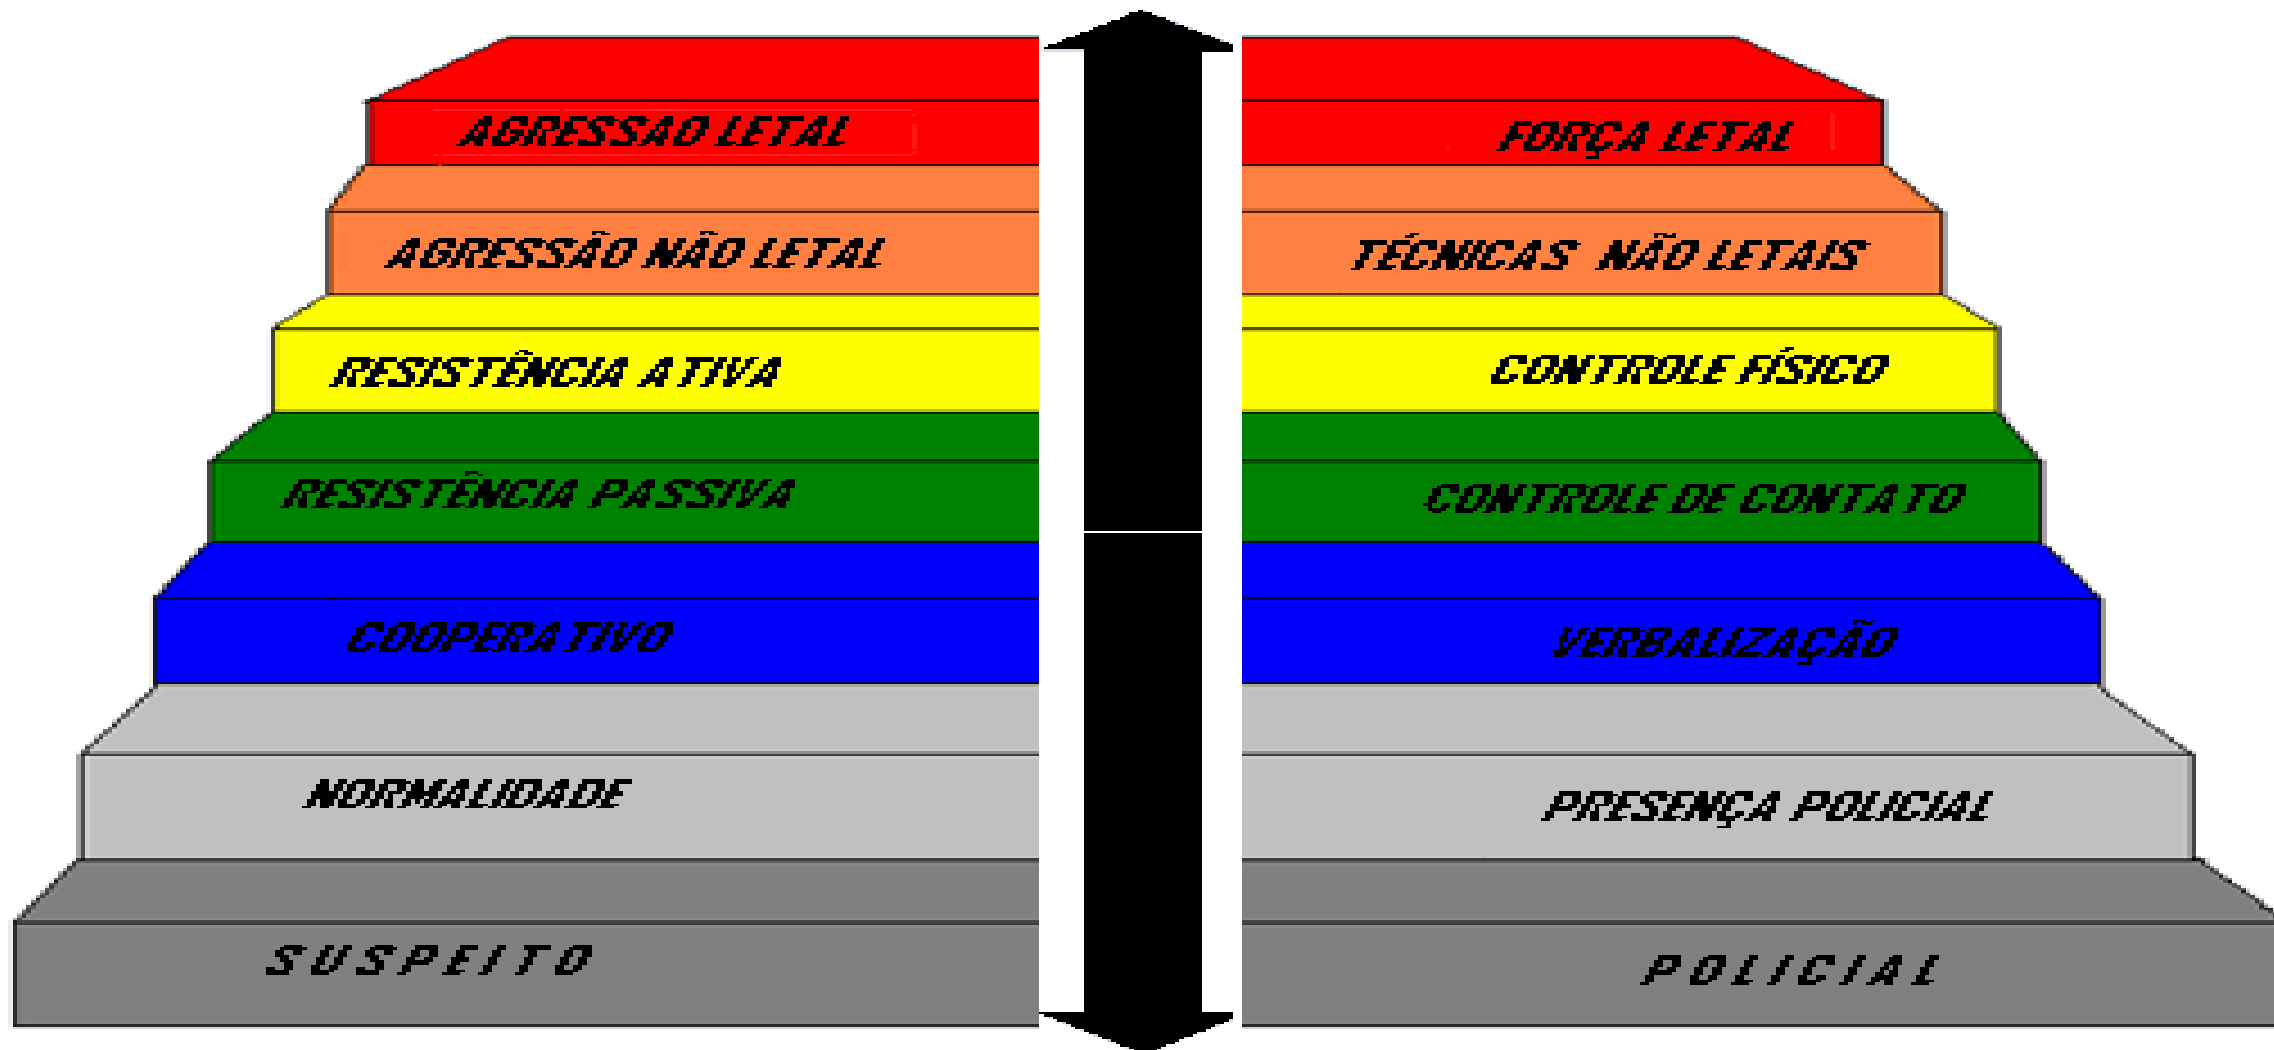 AGRESSAO LETAL
FORÇA LETAL
AGRESSÃO NÃO LETAL
TÉCNICAS NÃO LETAIS
RESISTÊNCIA ATIVA
CONTROLE FÍSICO
RESISTÊNCIA PASSIVA
CONTROLE DE CONTATO
COOPERATIVO
VERBALIZAÇÃO
NORMALIDADE
PRESENÇA POLICIAL
SUSPEITO
POLICIAL